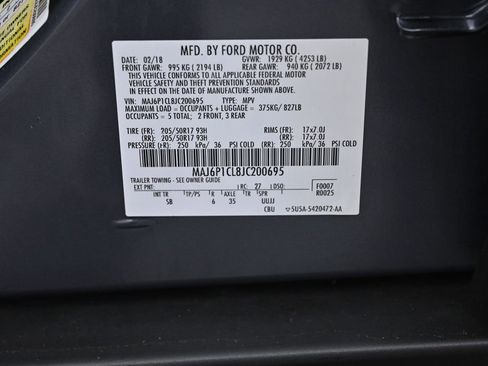 MFD. BY FORD MOTOR CO.
DATE: 02/18 GVWR: 1929 KG ( 4253 LB)
FRONT GAWR: 995 KG ( 2194 LB) REAR GAWR: 940 KG ( 2072 LB)
THIS VEHICLE CONFORMS TO ALL APPLICABLE FEDERAL MOTOR
VEHICLE SAFETY AND THEFT PREVENTION STANDARDS
IN EFFECT ON THE DATE OF MANUFACTURE SHOWN ABOVE.
VIN: MAJ6P1CL8JC200695 TYPE: MPV
MAXIMUM LOAD = OCCUPANTS + LUGGAGE = 375KG/ 827LB
OCCUPANTS = 5 TOTAL; 2 FRONT, 3 REAR
TIRE (FR): 205/50R17 93H RIMS (FR): 17x7.0J
(RR): 205/50R17 93H (RR): 17x7.0J
PRESSURE (FR): 250 kPa/ 36 PSI COLD (RR): 250 kPa/ 36 PSI COLD
MAJ6P1CL8JC200695
TRAILER TOWING - SEE OWNER GUIDE
EXT PNT: RC: 27 DSO: F0007
R0025
INT TR TP/PS R AXLE TR SPR
SB 6 35 UUJJ
CBU 5U5A-5420472-AA